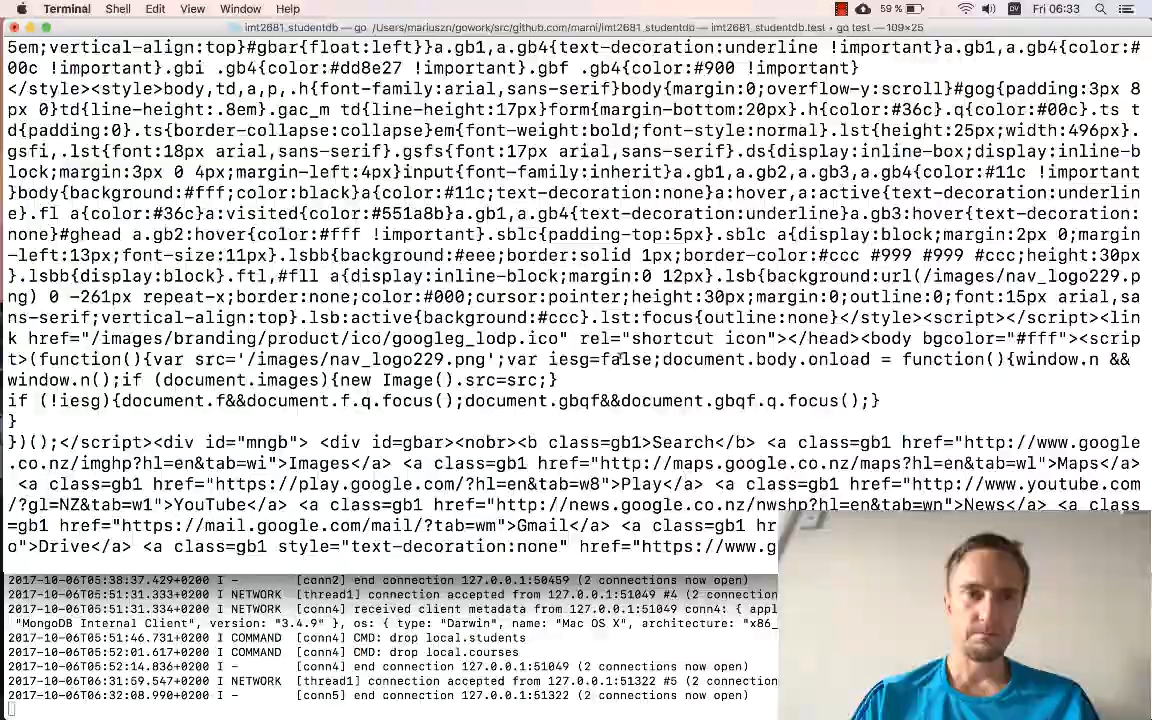 Terminal Shell Edit View Window Help 59 % Fri 06:33
imt2681_studentdb — go /Users/mariuszn/gowork/src/github.com/marni/imt2681_studentdb — imt2681_studentdb.test ◂ go test — 109×25
5em;vertical-align:top}#gbar{float:left}}a.gb1,a.gb4{text-decoration:underline !important}a.gb1,a.gb4{color:#
00c !important}.gbi .gb4{color:#dd8e27 !important}.gbf .gb4{color:#900 !important}
</style><style>body,td,a,p,.h{font-family:arial,sans-serif}body{margin:0;overflow-y:scroll}#gog{padding:3px 8
px 0}td{line-height:.8em}.gac_m td{line-height:17px}form{margin-bottom:20px}.h{color:#36c}.q{color:#00c}.ts t
d{padding:0}.ts{border-collapse:collapse}em{font-weight:bold;font-style:normal}.lst{height:25px;width:496px}.
gsfi,.lst{font:18px arial,sans-serif}.gsfs{font:17px arial,sans-serif}.ds{display:inline-box;display:inline-b
lock;margin:3px 0 4px;margin-left:4px}input{font-family:inherit}a.gb1,a.gb2,a.gb3,a.gb4{color:#11c !important
}body{background:#fff;color:black}a{color:#11c;text-decoration:none}a:hover,a:active{text-decoration:underlin
e}.fl a{color:#36c}a:visited{color:#551a8b}a.gb1,a.gb4{text-decoration:underline}a.gb3:hover{text-decoration:
none}#ghead a.gb2:hover{color:#fff !important}.sblc{padding-top:5px}.sblc a{display:block;margin:2px 0;margin
-left:13px;font-size:11px}.lsbb{background:#eee;border:solid 1px;border-color:#ccc #999 #999 #ccc;height:30px
}.lsbb{display:block}.ftl,#fll a{display:inline-block;margin:0 12px}.lsb{background:url(/images/nav_logo229.p
ng) 0 -261px repeat-x;border:none;color:#000;cursor:pointer;height:30px;margin:0;outline:0;font:15px arial,sa
ns-serif;vertical-align:top}.lsb:active{background:#ccc}.lst:focus{outline:none}</style><script></script><lin
k href="/images/branding/product/ico/googleg_lodp.ico" rel="shortcut icon"></head><body bgcolor="#fff"><scrip
t>(function(){var src='/images/nav_logo229.png';var iesg=false;document.body.onload = function(){window.n &&
window.n();if (document.images){new Image().src=src;}
if (!iesg){document.f&&document.f.q.focus();document.gbqf&&document.gbqf.q.focus();}
}
})();</script><div id="mngb"> <div id=gbar><nobr><b class=gb1>Search</b> <a class=gb1 href="http://www.google
.co.nz/imghp?hl=en&tab=wi">Images</a> <a class=gb1 href="http://maps.google.co.nz/maps?hl=en&tab=wl">Maps</a>
<a class=gb1 href="https://play.google.com/?hl=en&tab=w8">Play</a> <a class=gb1 href="http://www.youtube.com
/?gl=NZ&tab=w1">YouTube</a> <a class=gb1 href="http://news.google.co.nz/nwshp?hl=en&tab=wn">News</a> <a class
=gb1 href="https://mail.google.com/mail/?tab=wm">Gmail</a> <a class=gb1 h
o">Drive</a> <a class=gb1 style="text-decoration:none" href="https://www.g
2017-10-06T05:38:37.429+0200 I - [conn2] end connection 127.0.0.1:50459 (2 connections now open)
2017-10-06T05:51:31.333+0200 I NETWORK [thread1] connection accepted from 127.0.0.1:51049 #4 (2 connection
2017-10-06T05:51:31.334+0200 I NETWORK [conn4] received client metadata from 127.0.0.1:51049 conn4: { appl
"MongoDB Internal Client", version: "3.4.9" }, os: { type: "Darwin", name: "Mac OS X", architecture: "x86_
2017-10-06T05:51:46.731+0200 I COMMAND [conn4] CMD: drop local.students
2017-10-06T05:52:01.617+0200 I COMMAND [conn4] CMD: drop local.courses
2017-10-06T05:52:14.836+0200 I - [conn4] end connection 127.0.0.1:51049 (2 connections now open)
2017-10-06T06:31:59.547+0200 I NETWORK [thread1] connection accepted from 127.0.0.1:51322 #5 (2 connection
2017-10-06T06:32:08.990+0200 I - [conn5] end connection 127.0.0.1:51322 (2 connections now open)